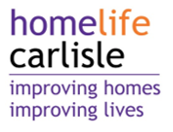 homelife
carlisle
improving homes
improving lives